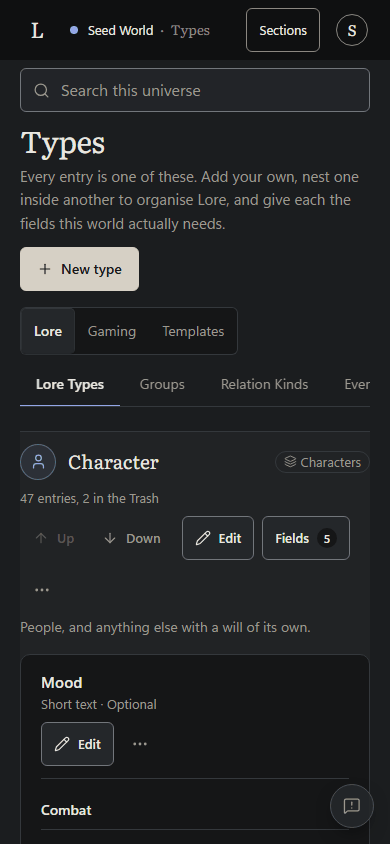 L
Seed World · Types
Sections
S
Search this universe
Types
Every entry is one of these. Add your own, nest one
inside another to organise Lore, and give each the
fields this world actually needs.
+ New type
Lore
Gaming
Templates
Lore Types
Groups
Relation Kinds
Ever
Character
Characters
47 entries, 2 in the Trash
Up
Down
Edit
Fields 5
...
People, and anything else with a will of its own.
Mood
Short text · Optional
Edit
...
Combat